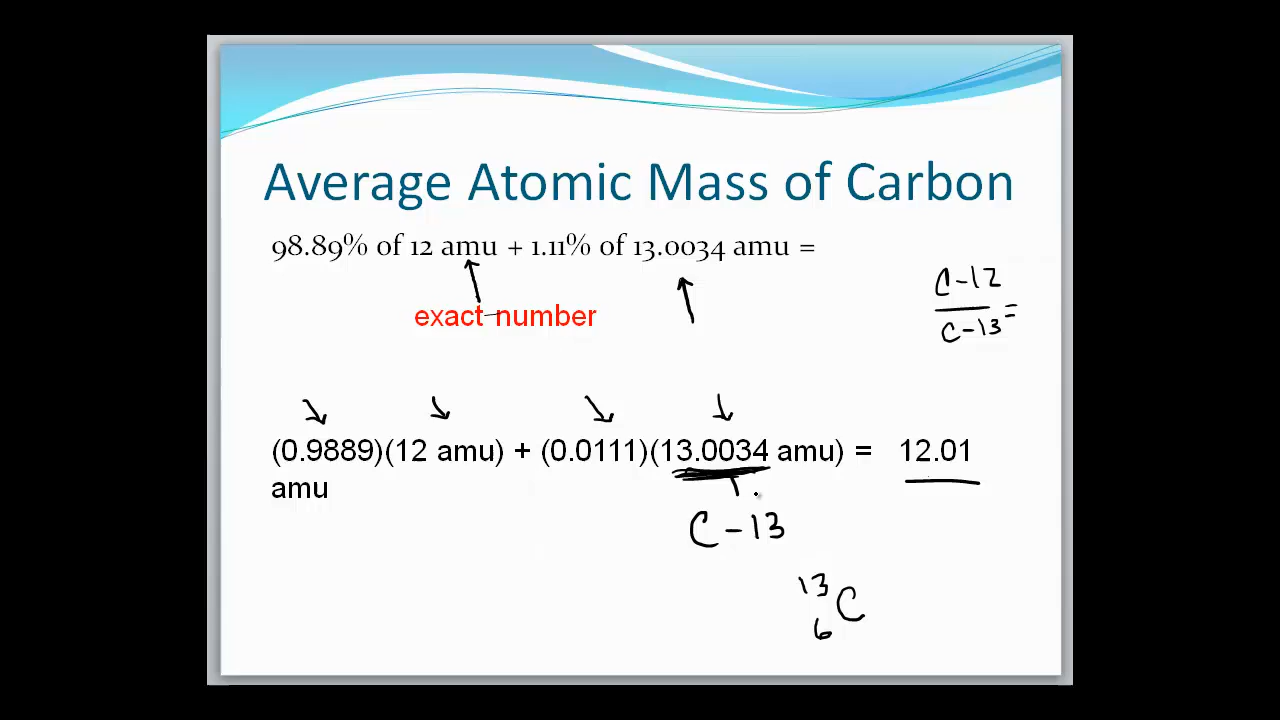 Average Atomic Mass of Carbon
98.89% of 12 amu + 1.11% of 13.0034 amu =
exact number
C-12
C-13 =
(0.9889)(12 amu) + (0.0111)(13.0034 amu) = 12.01
amu
C-13
13
C
6